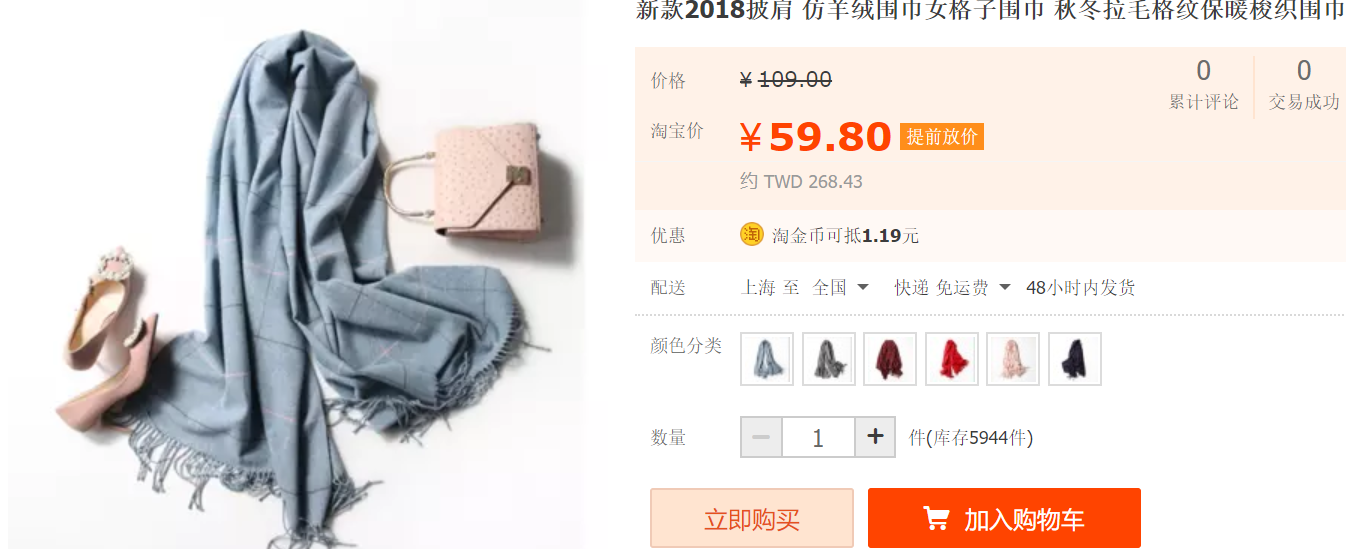 新款2018披肩 仿羊绒围巾女格子围巾 秋冬拉毛格纹保暖梭织围巾
价格
¥ 109.00
0
累计评论
0
交易成功
淘宝价
¥ 59.80 提前放价
约 TWD 268.43
优惠
淘 淘金币可抵1.19元
配送
上海 至 全国
快递 免运费
48小时内发货
颜色分类
数量
1
件(库存5944件)
立即购买
加入购物车